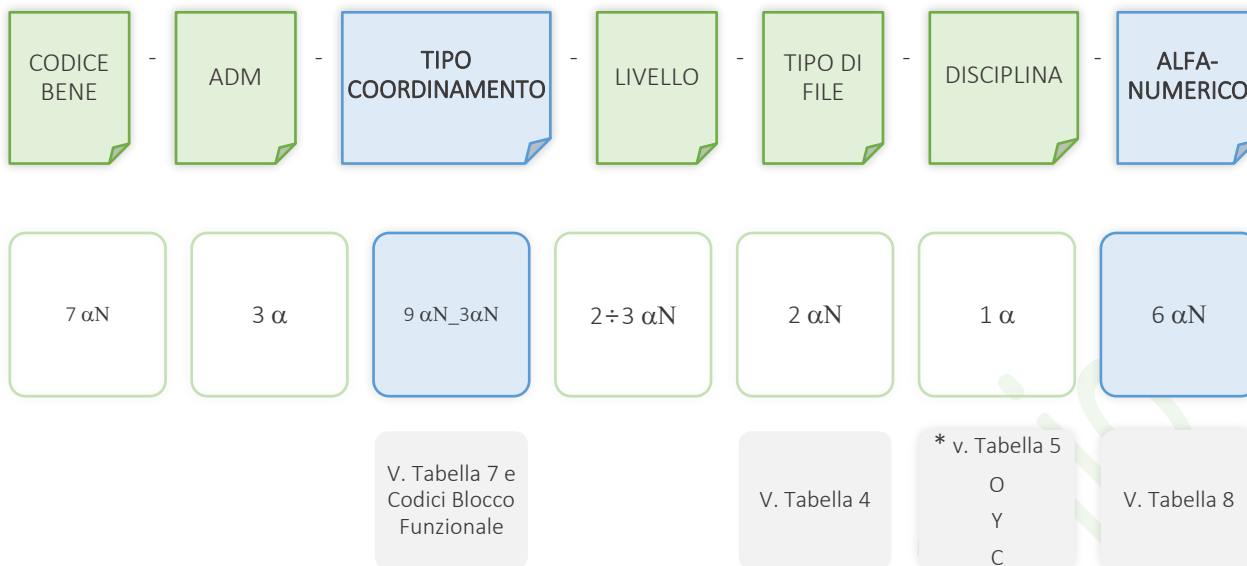 CODICE
BENE
-
ADM
-
TIPO
COORDINAMENTO
-
LIVELLO
-
TIPO DI
FILE
-
DISCIPLINA
-
ALFA-
NUMERICO
7 αN
3 α
9 αN_3αN
2÷3 αN
2 αN
1 α
6 αN
V. Tabella 7 e
Codici Blocco
Funzionale
V. Tabella 4
* v. Tabella 5
O
Y
C
V. Tabella 8